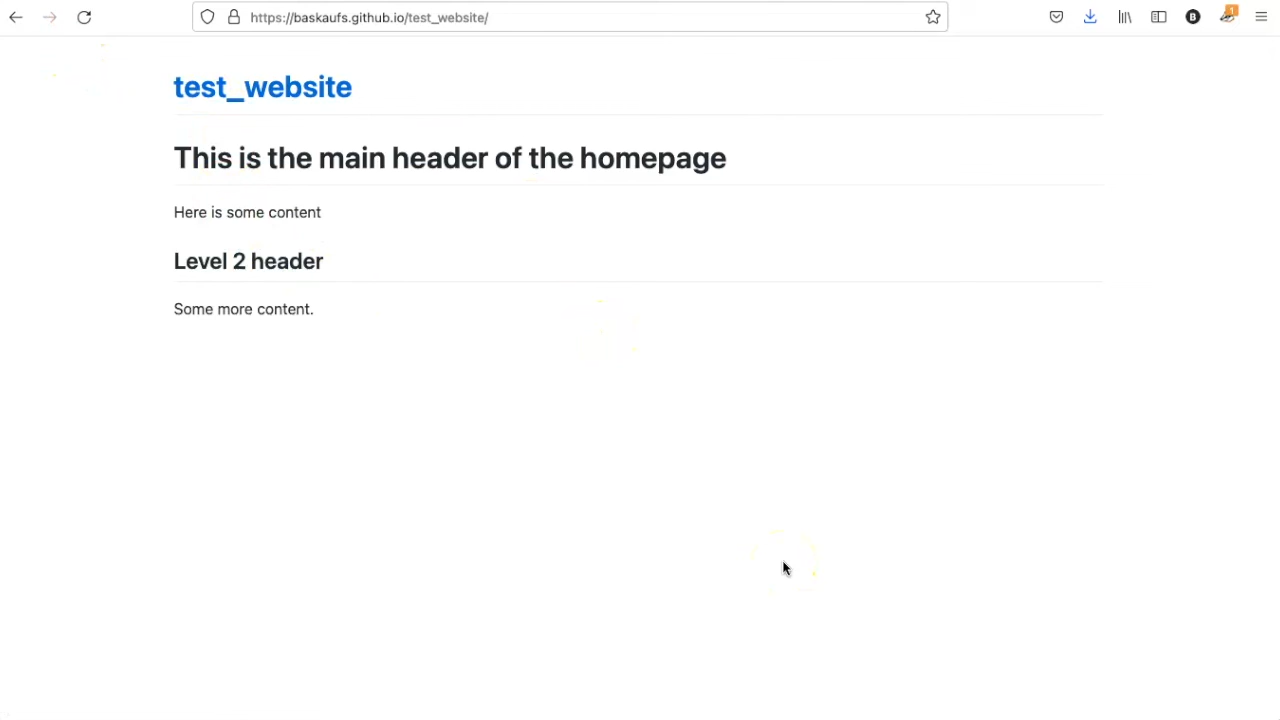 https://baskaufs.github.io/test_website/
B
1
test_website
This is the main header of the homepage
Here is some content
Level 2 header
Some more content.